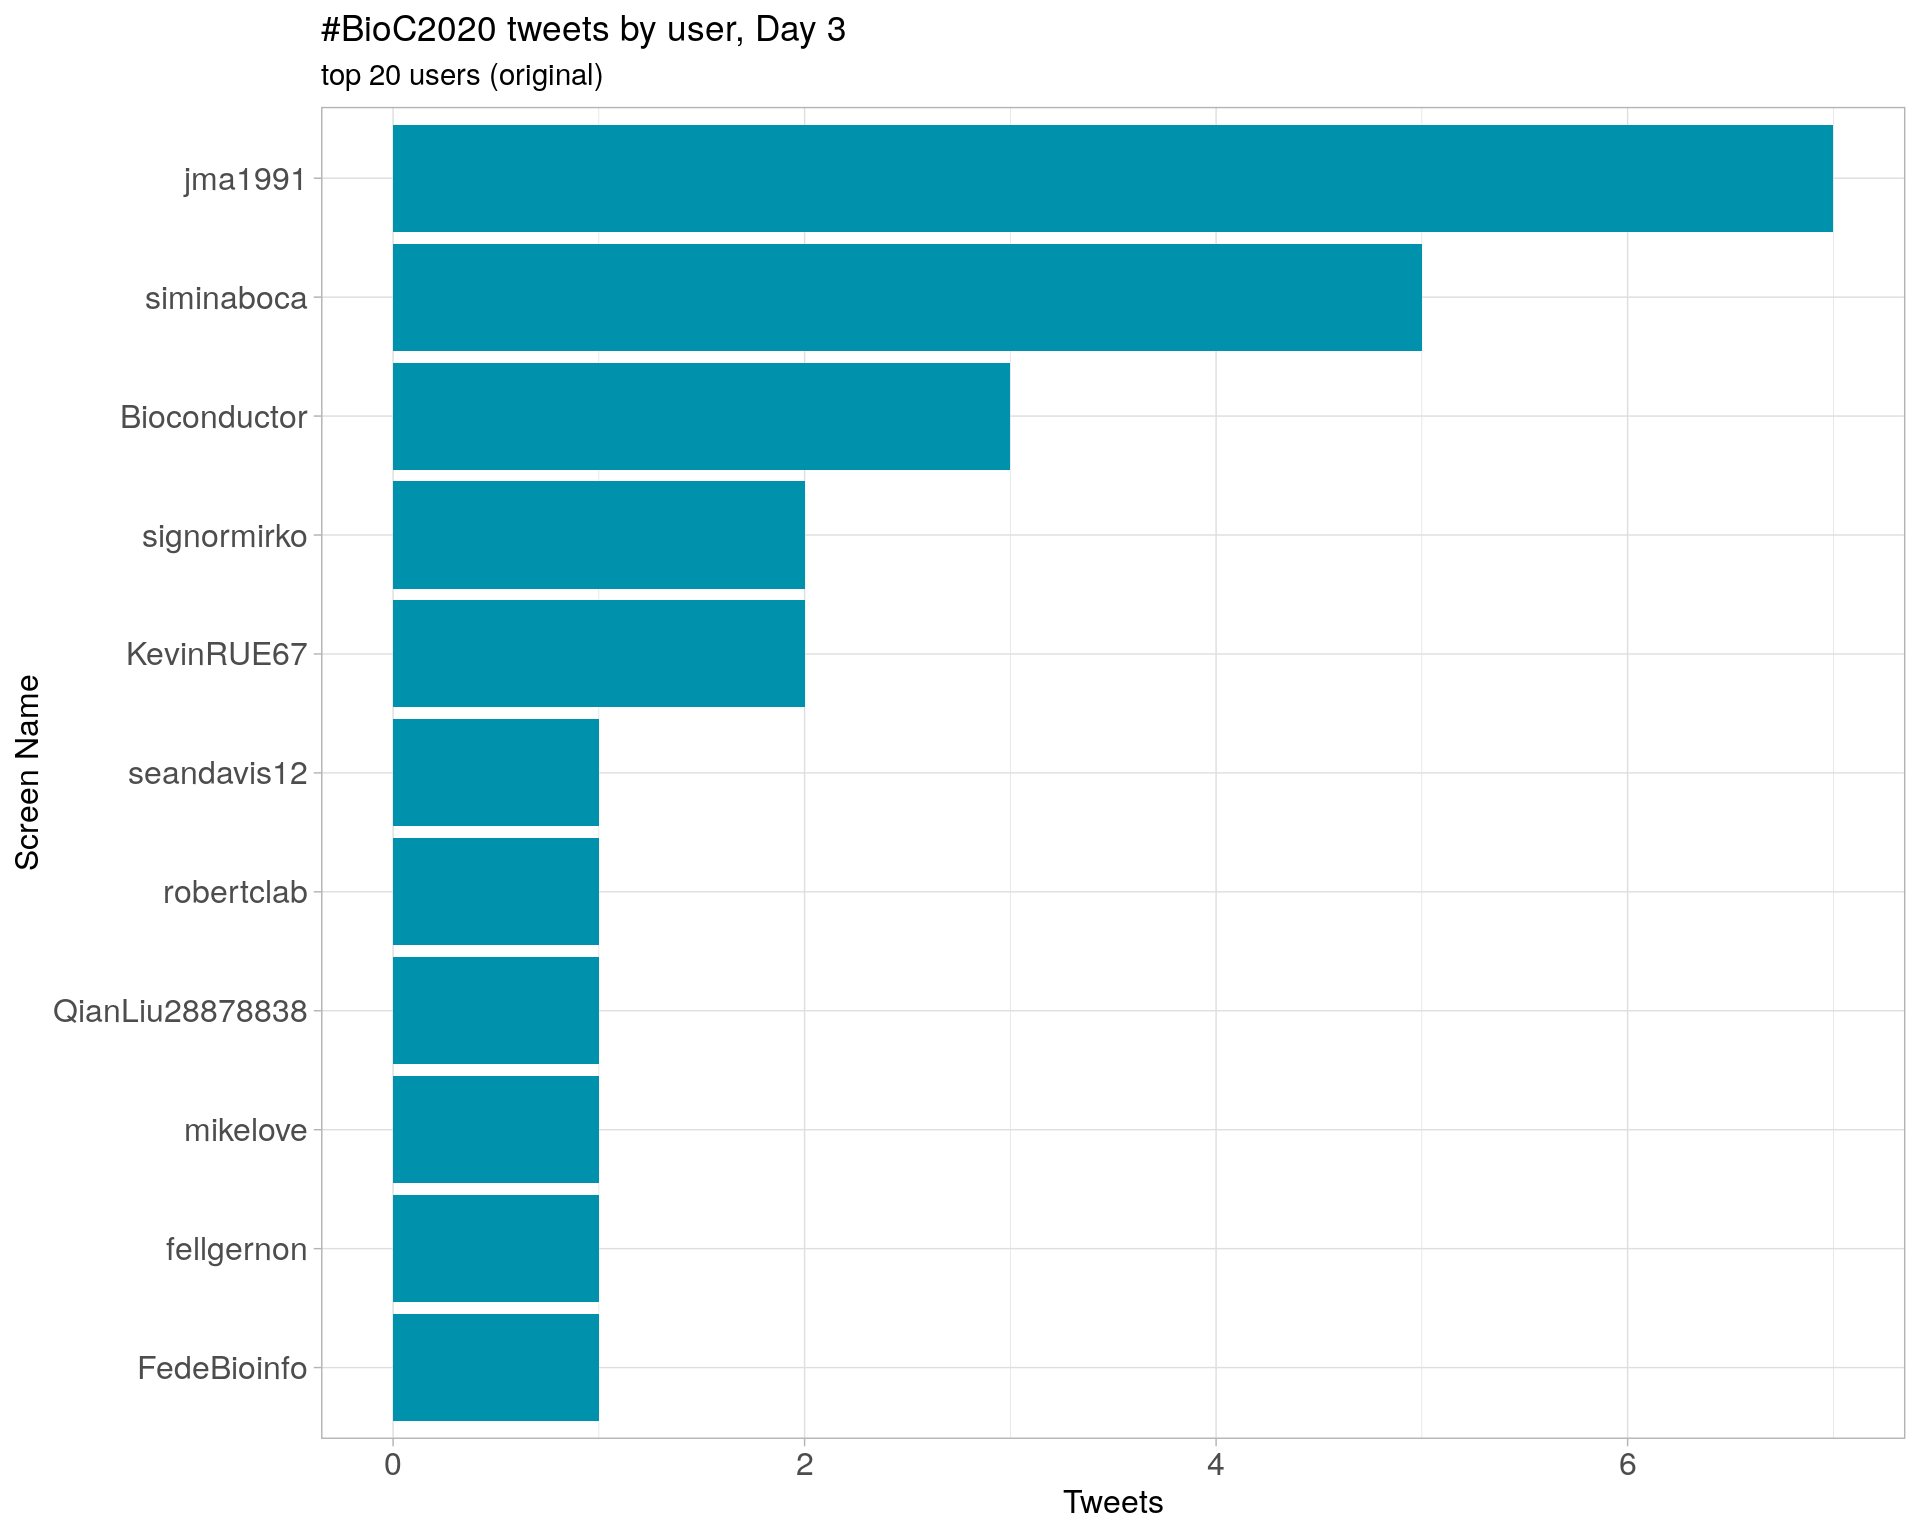 #BioC2020 tweets by user, Day 3
top 20 users (original)
jma1991
siminaboca
Bioconductor
signormirko
KevinRUE67
seandavis12
robertclab
QianLiu28878838
mikelove
fellgernon
FedeBioinfo
Screen Name
0 2 4 6
Tweets